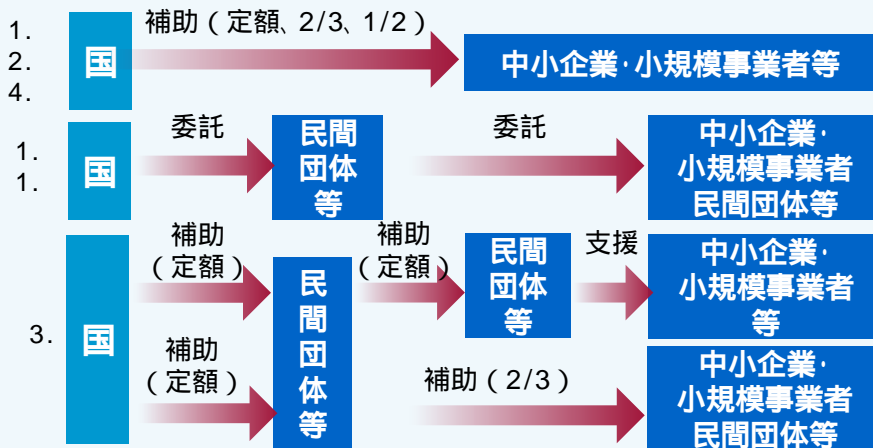 1.
2.
4.
国
補助(定額、2/3、1/2)
中小企業・小規模事業者等
1.
1.
国
委託
民間
団体
等
委託
中小企業・
小規模事業者
民間団体等
3.
国
補助
(定額)
補助
(定額)
民間団体等
補助
(定額)
民間
団体
等
支援
中小企業・
小規模事業者
等
補助(2/3)
中小企業・
小規模事業者
民間団体等